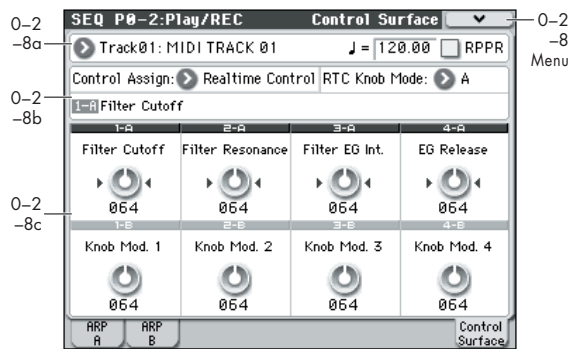 SEQ P0-2:Play/REC Control Surface
0–2
–8a
0–2
–8
Menu
Track01: MIDI TRACK 01 ♩= 120.00 RPPR
Control Assign: Realtime Control RTC Knob Mode: A
0–2
–8b
1-A Filter Cutoff
1-A 2-A 3-A 4-A
Filter Cutoff Filter Resonance Filter EG Int. EG Release
064 064 064 064
0–2
–8c
1-B 2-B 3-B 4-B
Knob Mod. 1 Knob Mod. 2 Knob Mod. 3 Knob Mod. 4
064 064 064 064
ARP A ARP B Control Surface